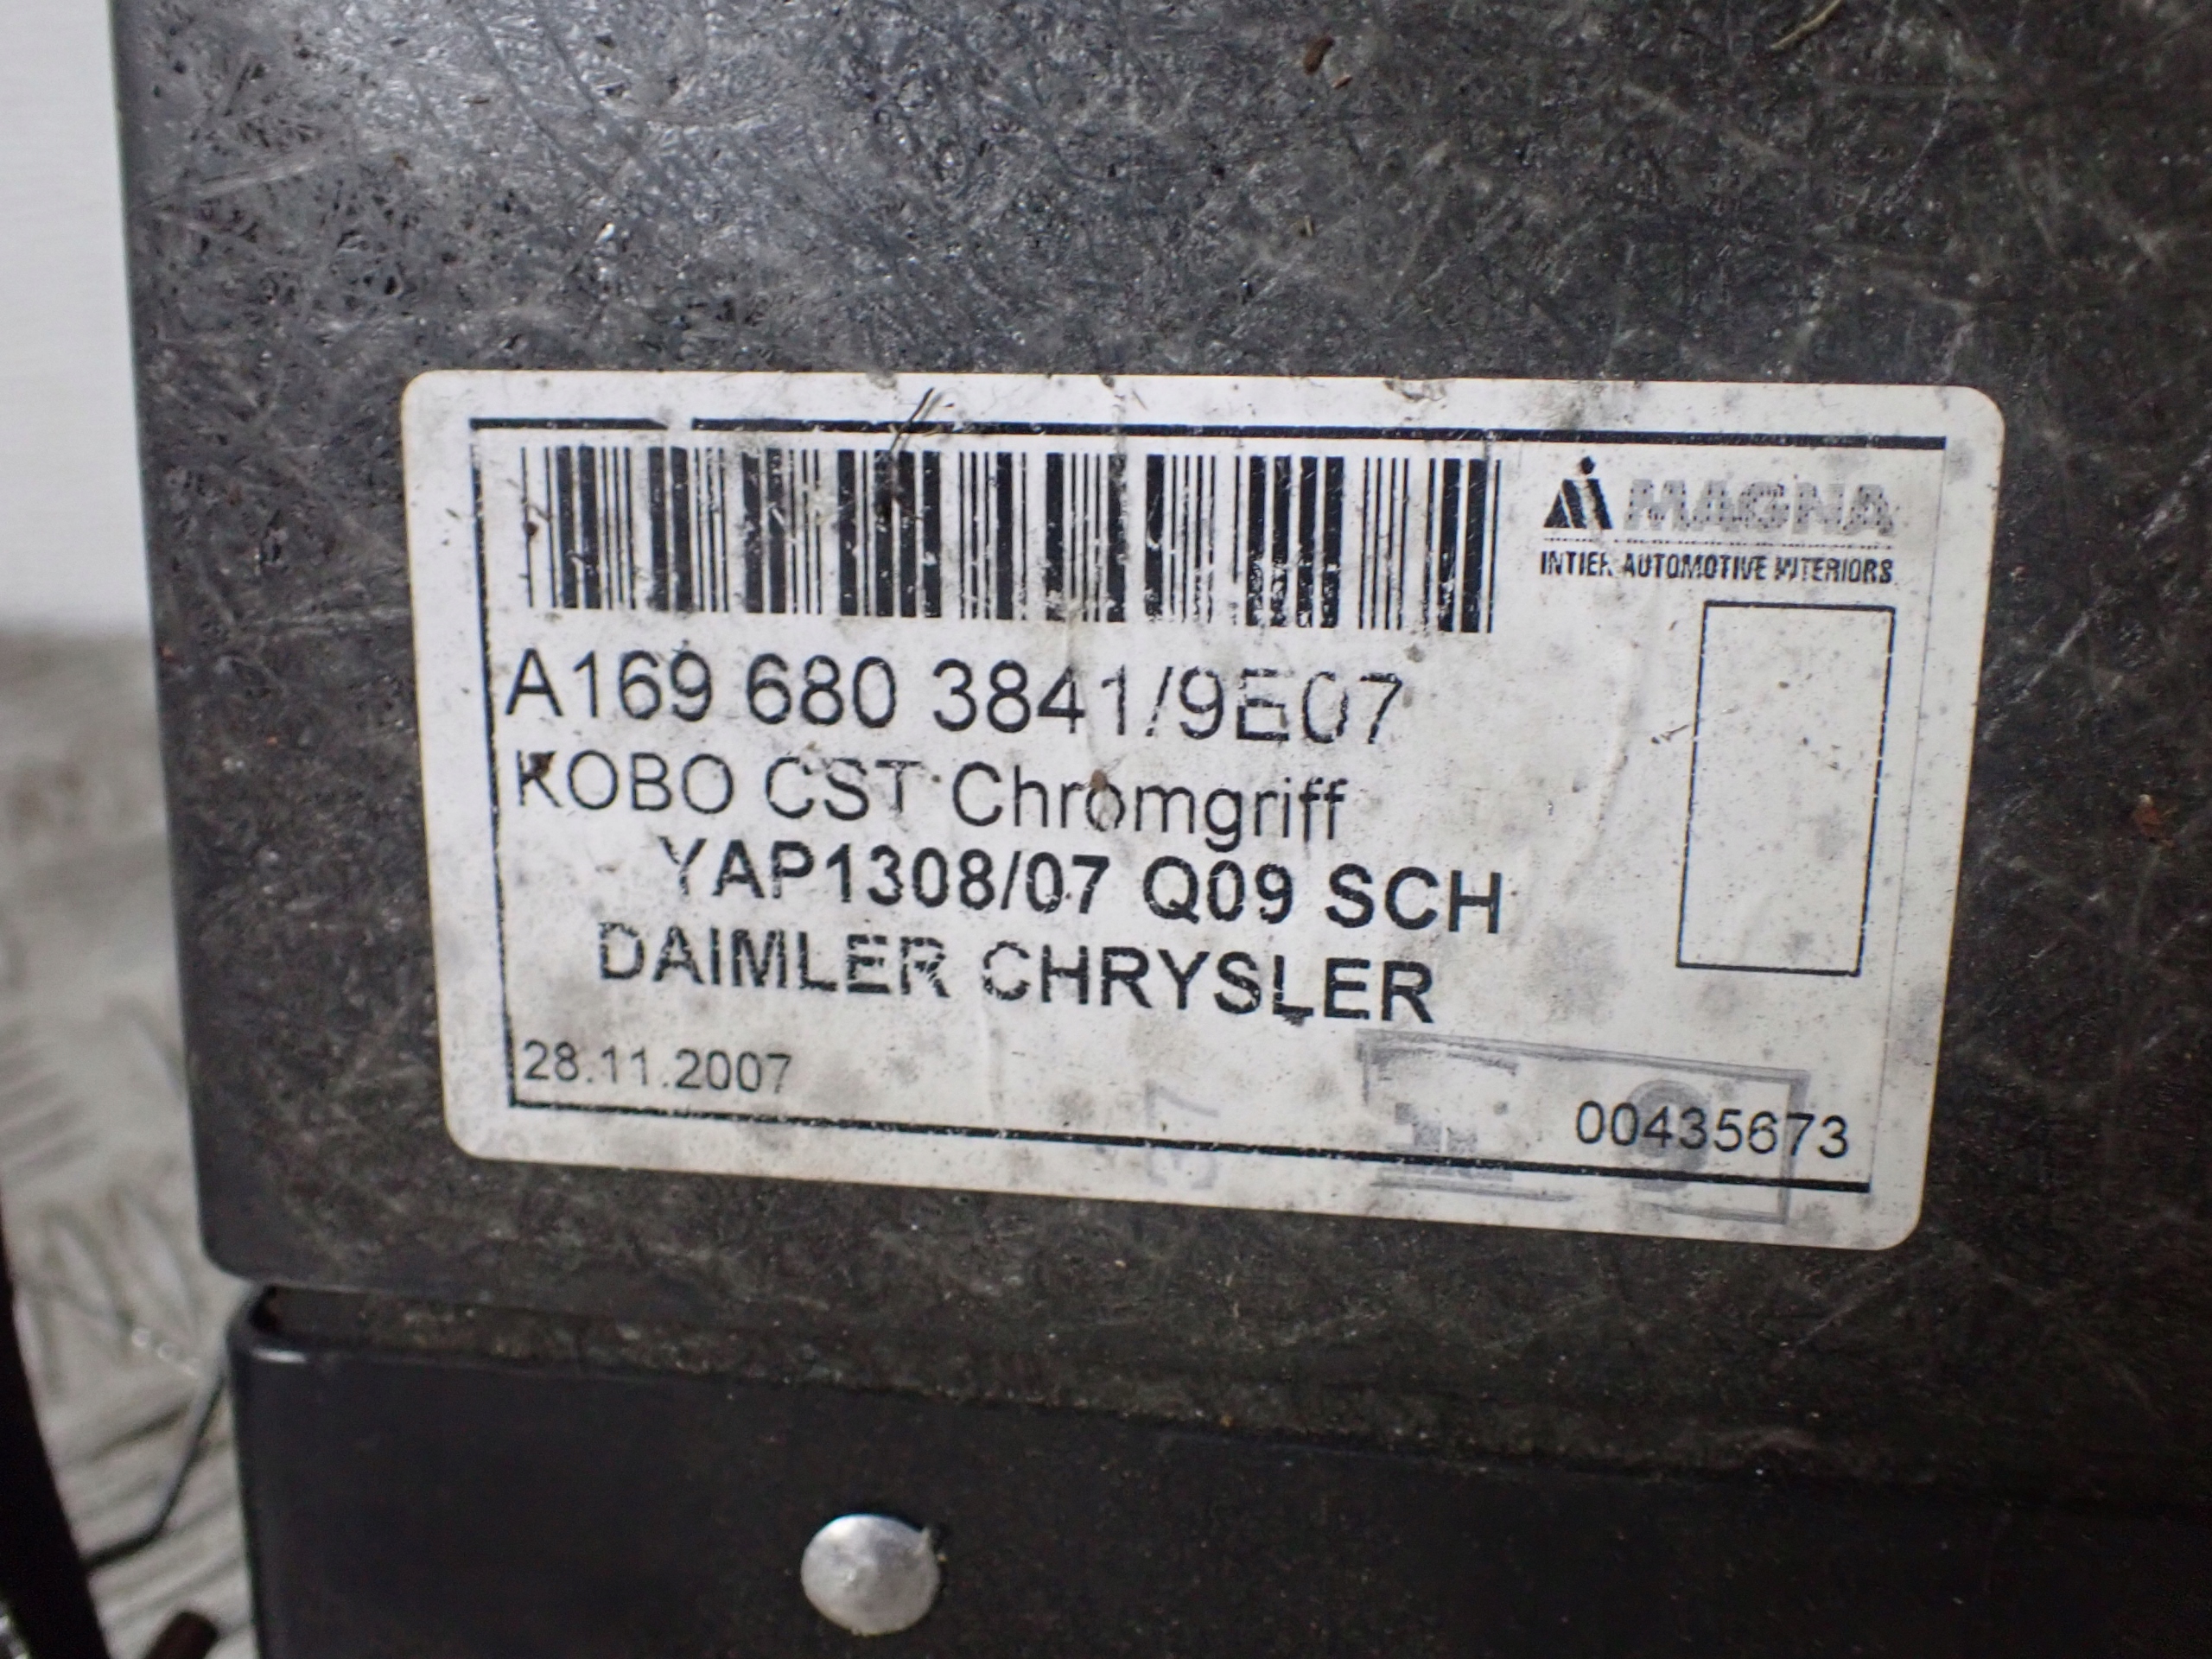 MAGNA
INTIER AUTOMOTIVE INTERIORS
A169 680 3841/9E07
KOBO CST Chromgriff
YAP1308/07 Q09 SCH
DAIMLER CHRYSLER
28.11.2007
37
00435673